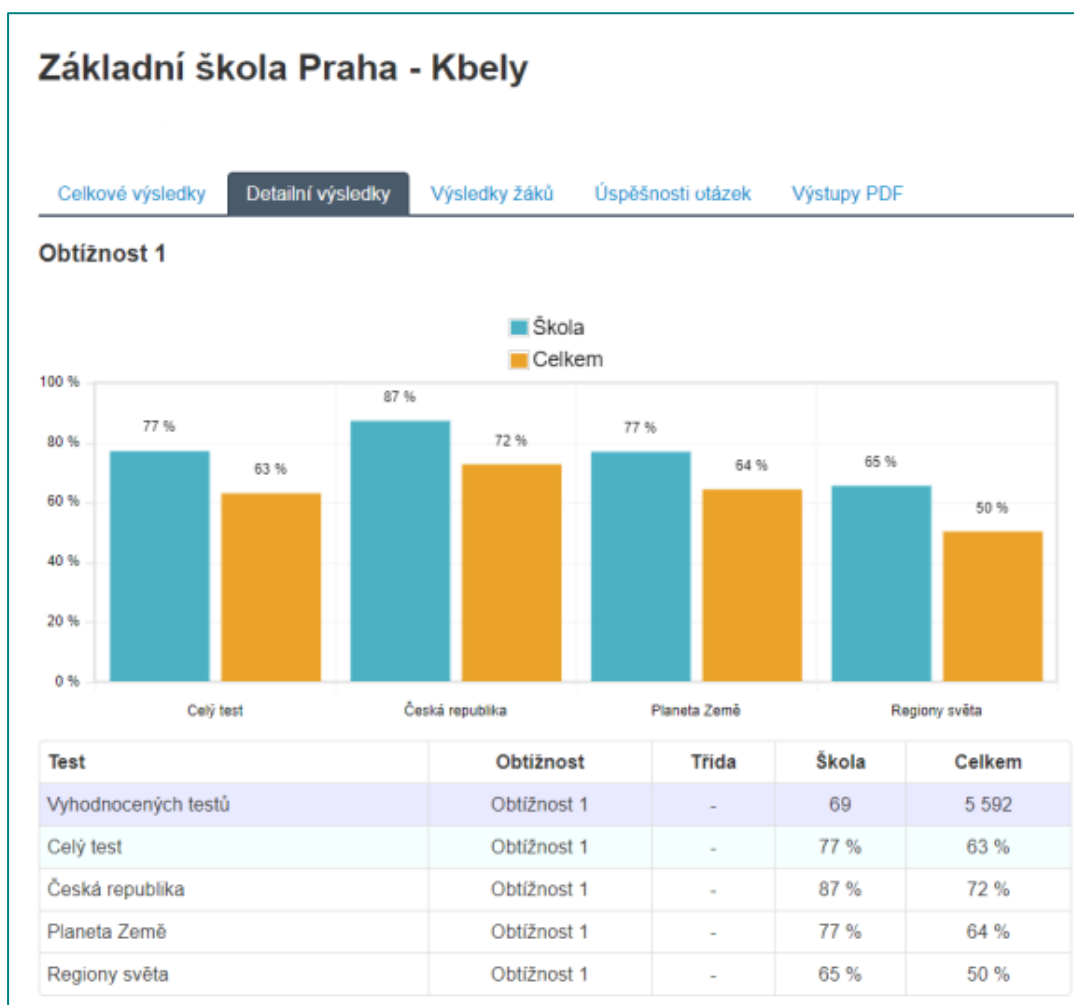 Základní škola Praha - Kbely
Celkové výsledky Detailní výsledky Výsledky žáků Úspěšnosti otázek Výstupy PDF
Obtížnost 1
Škola
Celkem
100 %
80 %
60 %
40 %
20 %
0 %
77 % 63 % 87 % 72 % 77 % 64 % 65 % 50 %
Celý test Česká republika Planeta Země Regiony světa
Test Obtížnost Třída Škola Celkem
Vyhodnocených testů Obtížnost 1 - 69 5 592
Celý test Obtížnost 1 - 77 % 63 %
Česká republika Obtížnost 1 - 87 % 72 %
Planeta Země Obtížnost 1 - 77 % 64 %
Regiony světa Obtížnost 1 - 65 % 50 %